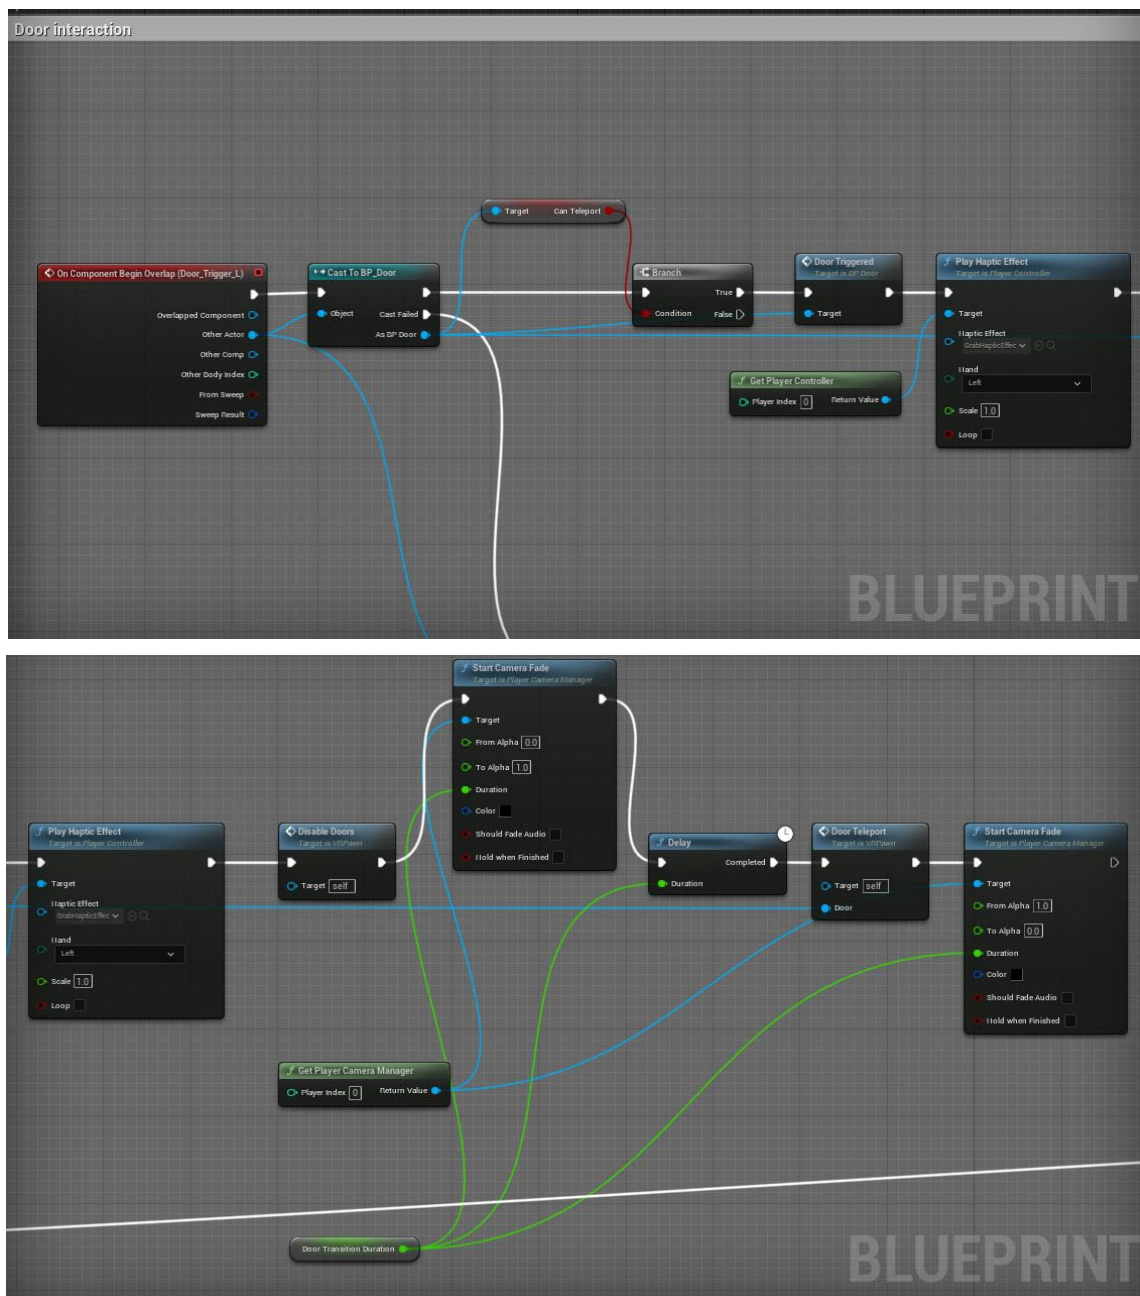 Door interaction
Target Can Teleport
On Component Begin Overlap (Door_Trigger_L)
Overlapped Component
Other Actor
Other Comp
Other Body Index
From Sweep
Sweep Result
Cast To BP_Door
Object Cast Failed
As BP Door
Branch
True
Condition False
Door Triggered
Target is BP Door
Target
Get Player Controller
Player Index 0 Return Value
Play Haptic Effect
Target is Player Controller
Target
Haptic Effect
GrabHapticEffec
Hand
Left
Scale 1.0
Loop
BLUEPRINT
Play Haptic Effect
Target is Player Controller
Target
Haptic Effect
GrabHapticEffec
Hand
Left
Scale 1.0
Loop
Disable Doors
Target is VRPawn
Target self
Start Camera Fade
Target is Player Camera Manager
Target
From Alpha 0.0
To Alpha 1.0
Duration
Color
Should Fade Audio
Hold when Finished
Delay
Completed
Duration
Door Teleport
Target is VRPawn
Target self
Door
Start Camera Fade
Target is Player Camera Manager
Target
From Alpha 1.0
To Alpha 0.0
Duration
Color
Should Fade Audio
Hold when Finished
Get Player Camera Manager
Player Index 0 Return Value
Door Transition Duration
BLUEPRINT